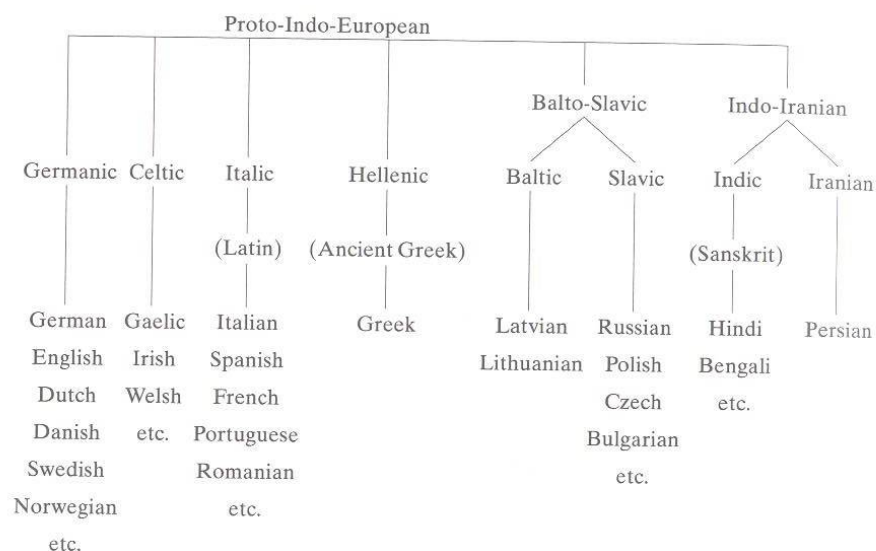 Proto-Indo-European
Balto-Slavic Indo-Iranian
Germanic Celtic Italic Hellenic Baltic Slavic Indic Iranian
(Latin) (Ancient Greek) (Sanskrit)
German Gaelic Italian Greek Latvian Russian Hindi Persian
English Irish Spanish Lithuanian Polish Bengali
Dutch Welsh French Czech etc.
Danish etc. Portuguese Bulgarian
Swedish Romanian etc.
Norwegian etc.
etc.